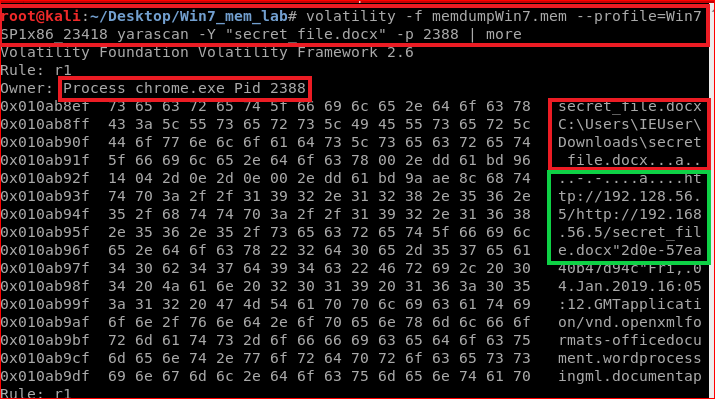 root@kali:~/Desktop/Win7_mem_lab# volatility -f memdumpWin7.mem --profile=Win7
SP1x86_23418 yarascan -Y "secret_file.docx" -p 2388 | more
Volatility Foundation Volatility Framework 2.6
Rule: r1
Owner: Process chrome.exe Pid 2388
0x010ab8ef 73 65 63 72 65 74 5f 66 69 6c 65 2e 64 6f 63 78 secret_file.docx
0x010ab8ff 43 3a 5c 55 73 65 72 73 5c 49 45 55 73 65 72 5c C:\Users\IEUser\
0x010ab90f 44 6f 77 6e 6c 6f 61 64 73 5c 73 65 63 72 65 74 Downloads\secret
0x010ab91f 5f 66 69 6c 65 2e 64 6f 63 78 00 2e dd 61 bd 96 _file.docx...a..
0x010ab92f 14 04 2d 0e 2d 0e 00 2e dd 61 bd 9a ae 8c 68 74 ..-.-....a....ht
0x010ab93f 74 70 3a 2f 2f 31 39 32 2e 31 32 38 2e 35 36 2e tp://192.128.56.
0x010ab94f 35 2f 68 74 74 70 3a 2f 2f 31 39 32 2e 31 36 38 5/http://192.168
0x010ab95f 2e 35 36 2e 35 2f 73 65 63 72 65 74 5f 66 69 6c .56.5/secret_fil
0x010ab96f 65 2e 64 6f 63 78 22 32 64 30 65 2d 35 37 65 61 e.docx"2d0e-57ea
0x010ab97f 34 30 62 34 37 64 39 34 63 22 46 72 69 2c 20 30 40b47d94c"Fri,.0
0x010ab98f 34 20 4a 61 6e 20 32 30 31 39 20 31 36 3a 30 35 4.Jan.2019.16:05
0x010ab99f 3a 31 32 20 47 4d 54 61 70 70 6c 69 63 61 74 69 :12.GMTapplicati
0x010ab9af 6f 6e 2f 76 6e 64 2e 6f 70 65 6e 78 6d 6c 66 6f on/vnd.openxmlfo
0x010ab9bf 72 6d 61 74 73 2d 6f 66 66 69 63 65 64 6f 63 75 rmats-officedocu
0x010ab9cf 6d 65 6e 74 2e 77 6f 72 64 70 72 6f 63 65 73 73 ment.wordprocess
0x010ab9df 69 6e 67 6d 6c 2e 64 6f 63 75 6d 65 6e 74 61 70 ingml.documentap
Rule: r1